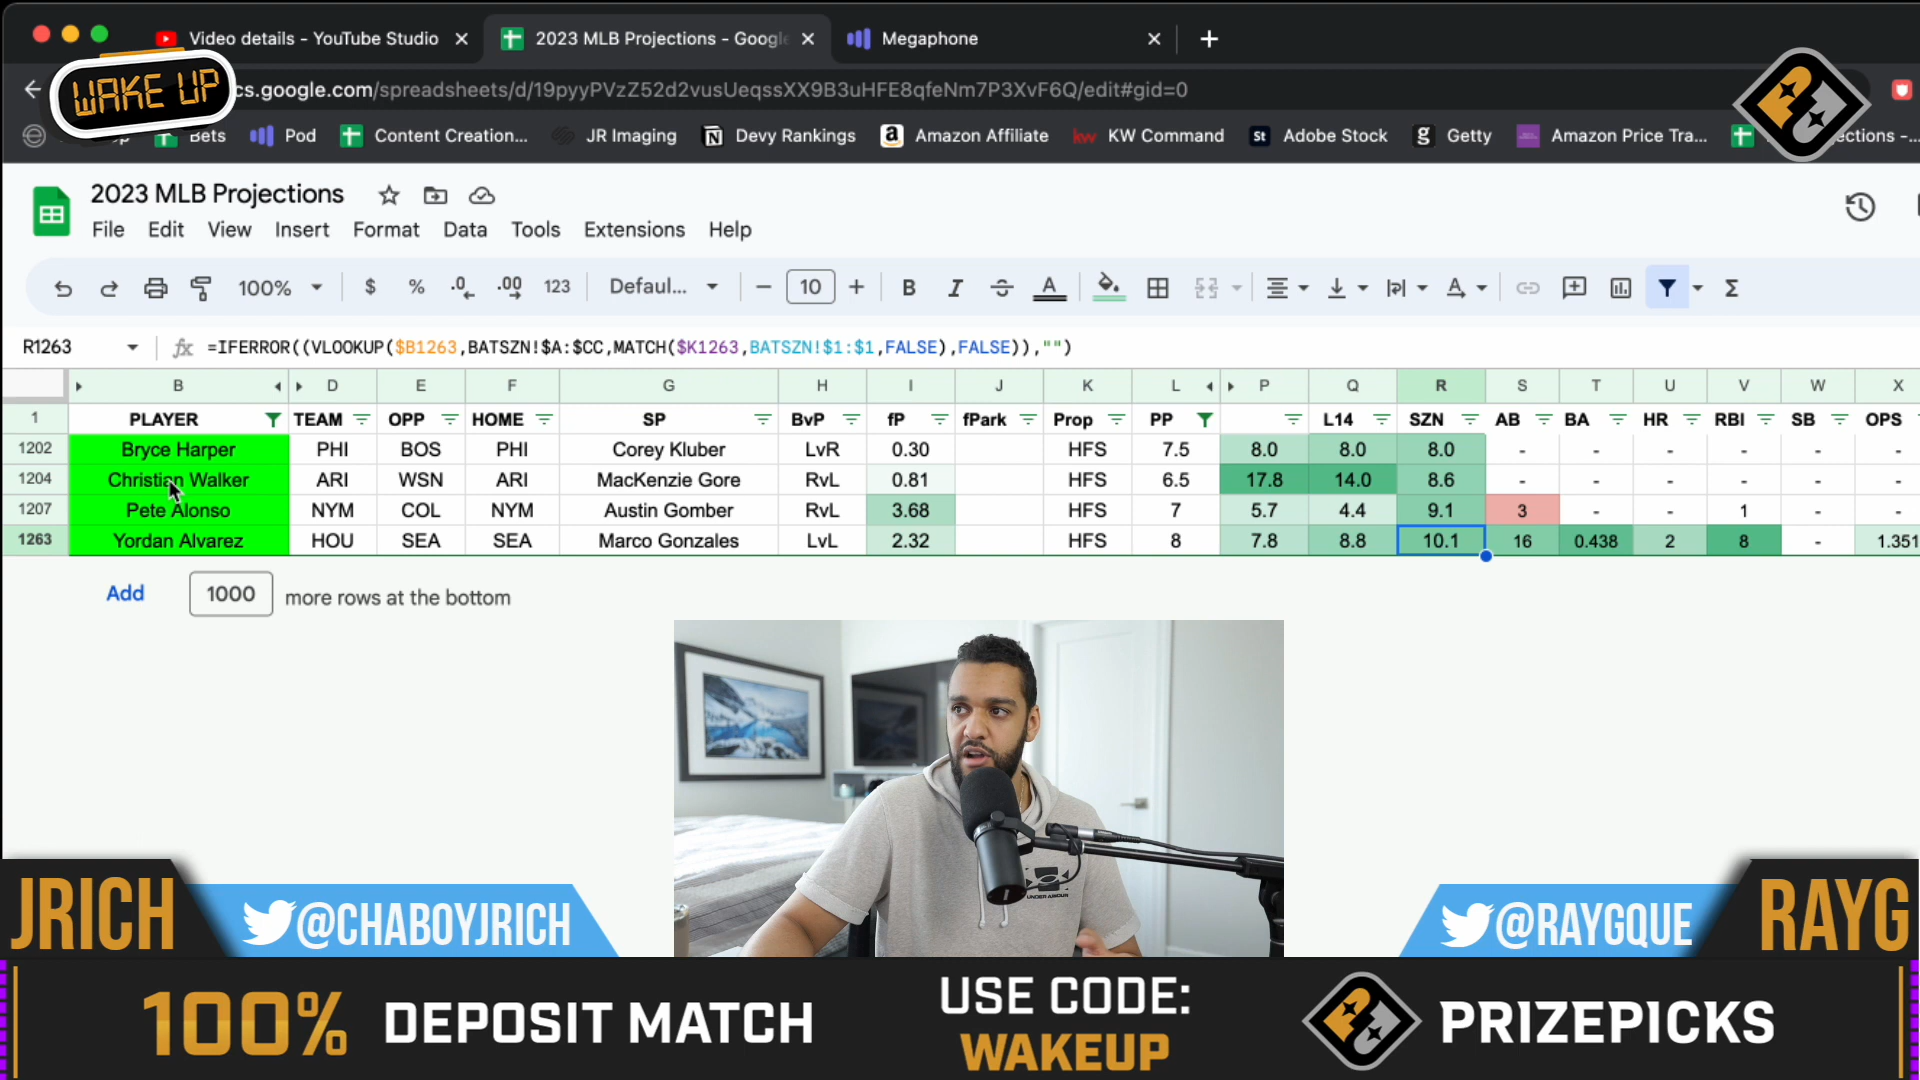 Video details - YouTube Studio
2023 MLB Projections - Google
Megaphone
WAKE UP
cs.google.com/spreadsheets/d/19pyyPVzZ52d2vusUeqssXX9B3uHFE8qfeNm7P3XvF6Q/edit#gid=0
Bets Pod Content Creation... JR Imaging Devy Rankings Amazon Affiliate KW Command Adobe Stock Getty Amazon Price Tra... ections -...
2023 MLB Projections
File Edit View Insert Format Data Tools Extensions Help
100% $ % .0 .00 123 Defaul... − 10 + B I A Σ
R1263 fx =IFERROR((VLOOKUP($B1263,BATSZN!$A:$CC,MATCH($K1263,BATSZN!$1:$1,FALSE),FALSE)),"")
B D E F G H I J K L P Q R S T U V W X
1 PLAYER TEAM OPP HOME SP BvP fP fPark Prop PP L14 SZN AB BA HR RBI SB OPS
1202 Bryce Harper PHI BOS PHI Corey Kluber LvR 0.30 HFS 7.5 8.0 8.0 8.0 - - - - - -
1204 Christian Walker ARI WSN ARI MacKenzie Gore RvL 0.81 HFS 6.5 17.8 14.0 8.6 - - - - - -
1207 Pete Alonso NYM COL NYM Austin Gomber RvL 3.68 HFS 7 5.7 4.4 9.1 3 - - 1 - -
1263 Yordan Alvarez HOU SEA SEA Marco Gonzales LvL 2.32 HFS 8 7.8 8.8 10.1 16 0.438 2 8 - 1.351
Add 1000 more rows at the bottom
UNDER ARMOUR
JRICH
@CHABOYJRICH
@RAYGQUE
RAYG
100% DEPOSIT MATCH
USE CODE:
WAKEUP
PRIZEPICKS